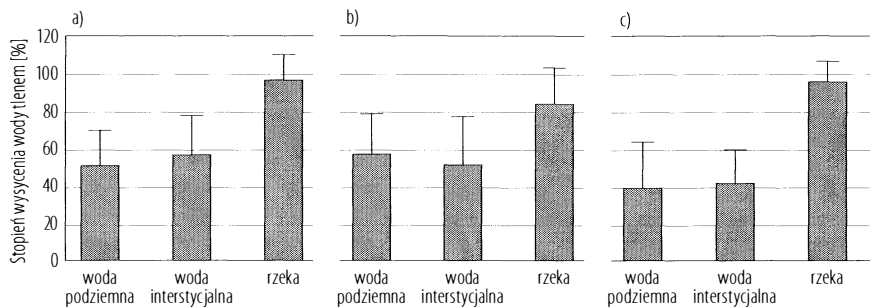 a)
b)
c)
Stopień wysycenia wody tlenem [%]
120
100
80
60
40
20
0
woda podziemna
woda interstycjalna
rzeka
woda podziemna
woda interstycjalna
rzeka
woda podziemna
woda interstycjalna
rzeka